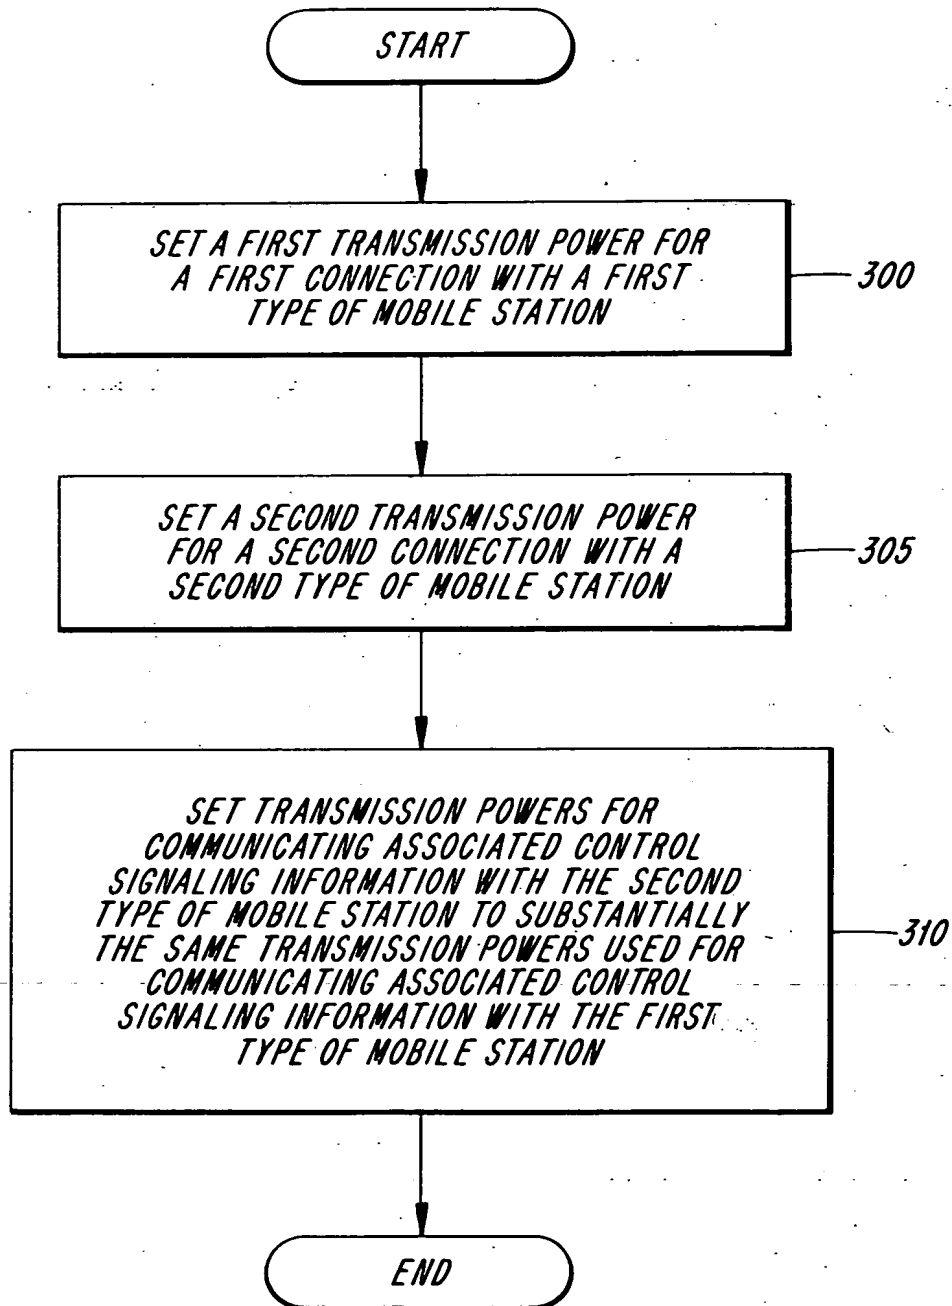 START
SET A FIRST TRANSMISSION POWER FOR
A FIRST CONNECTION WITH A FIRST
TYPE OF MOBILE STATION
300
SET A SECOND TRANSMISSION POWER
FOR A SECOND CONNECTION WITH A
SECOND TYPE OF MOBILE STATION
305
SET TRANSMISSION POWERS FOR
COMMUNICATING ASSOCIATED CONTROL
SIGNALING INFORMATION WITH THE SECOND
TYPE OF MOBILE STATION TO SUBSTANTIALLY
THE SAME TRANSMISSION POWERS USED FOR
COMMUNICATING ASSOCIATED CONTROL
SIGNALING INFORMATION WITH THE FIRST
TYPE OF MOBILE STATION
310
END